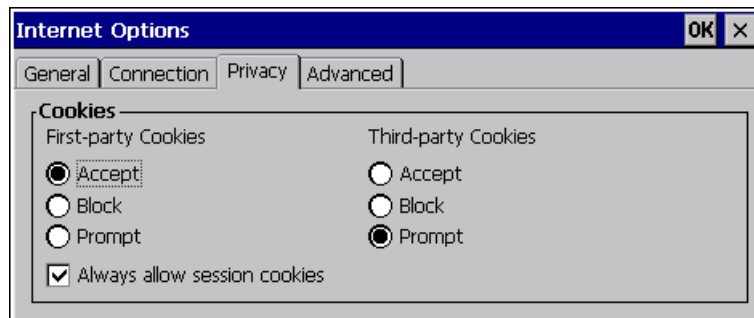 Internet Options OK ×
General Connection Privacy Advanced
Cookies
First-party Cookies Third-party Cookies
Accept Accept
Block Block
Prompt Prompt
Always allow session cookies